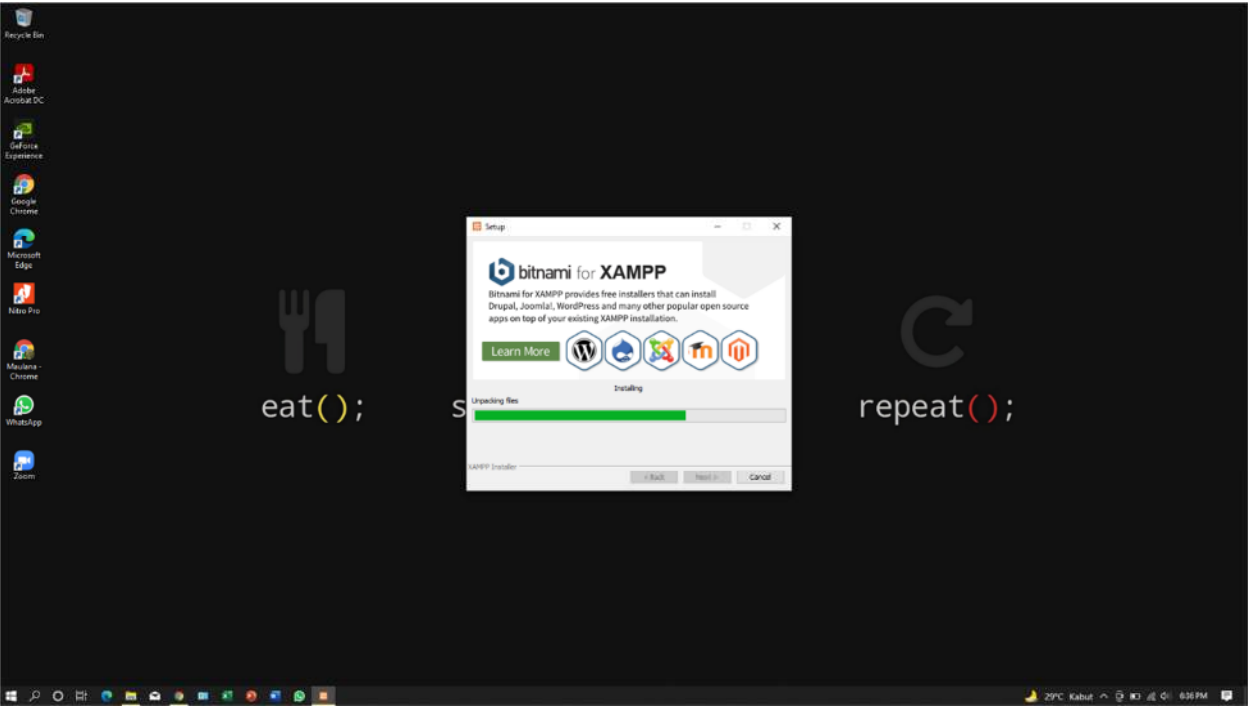 Recycle Bin
Adobe
Acrobat DC
GeForce
Experience
Google
Chrome
Microsoft
Edge
Nitro Pro
Maulana -
Chrome
WhatsApp
Zoom
eat();
s
repeat();
Setup
bitnami for XAMPP
Bitnami for XAMPP provides free installers that can install
Drupal, Joomla!, WordPress and many other popular open source
apps on top of your existing XAMPP installation.
Learn More
Installing
Unpacking files
XAMPP Installer
< Back
Next >
Cancel
29°C Kabut
6:36 PM